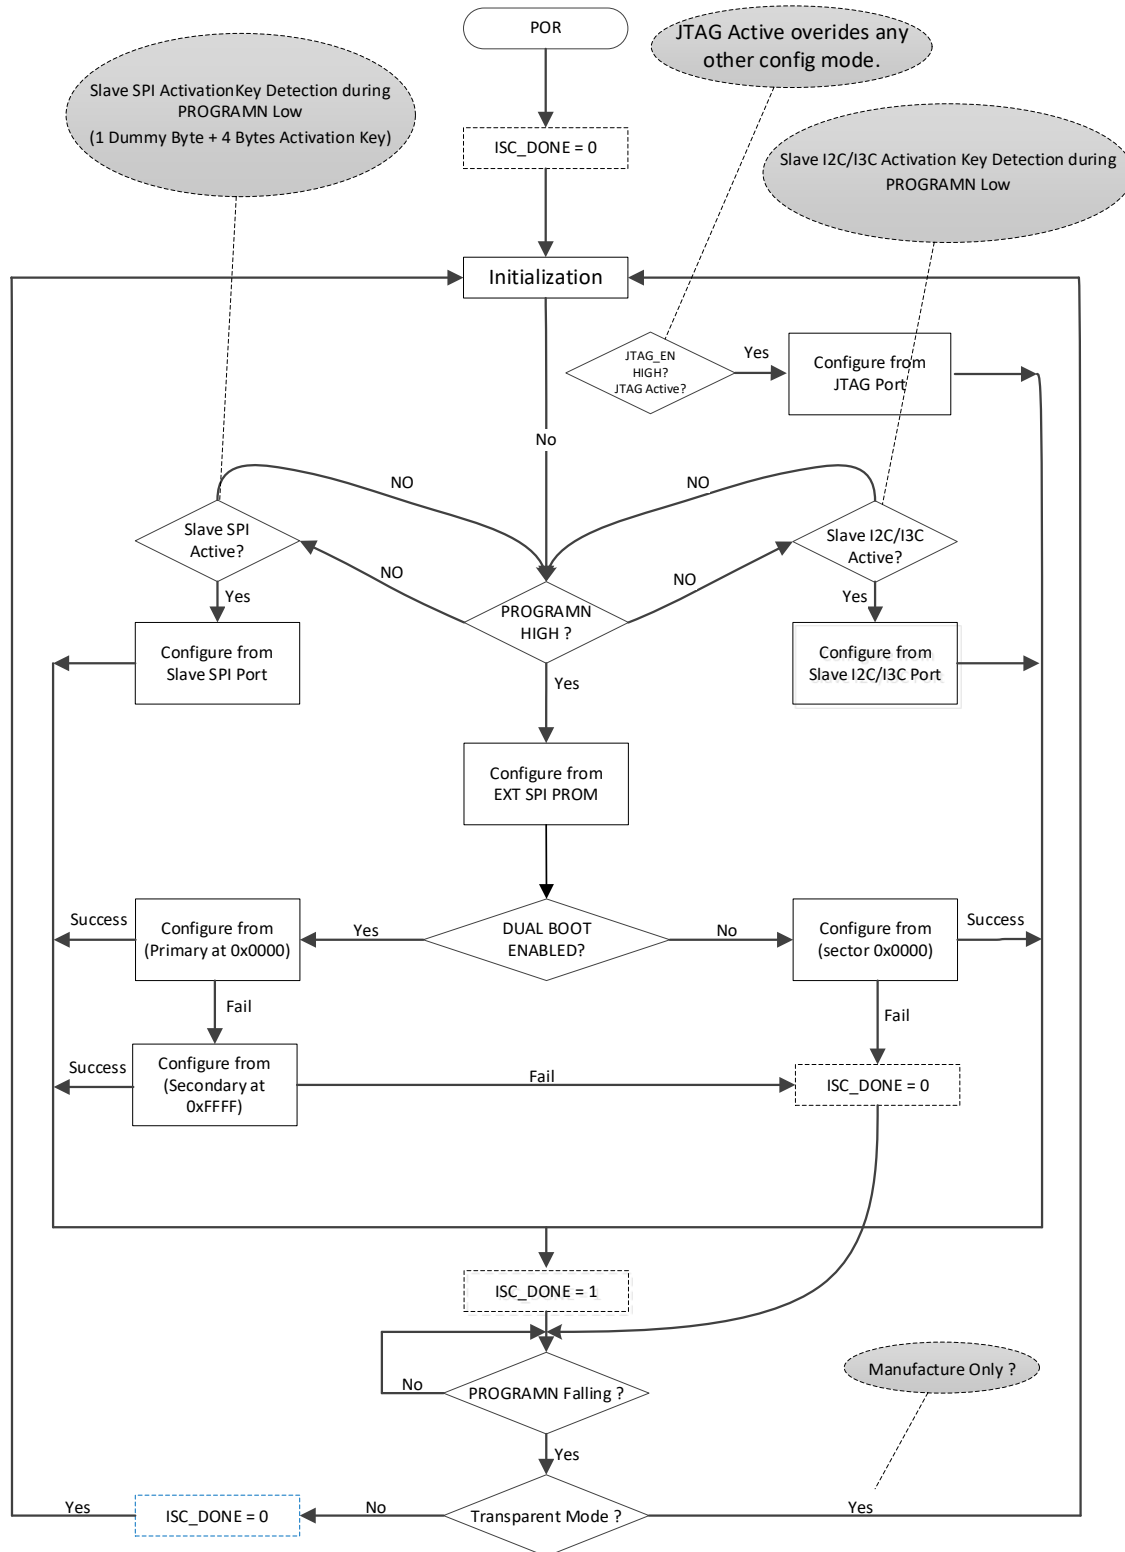 POR
JTAG Active overides any
other config mode.
Slave SPI ActivationKey Detection during
PROGRAMN Low
(1 Dummy Byte + 4 Bytes Activation Key)
ISC_DONE = 0
Slave I2C/I3C Activation Key Detection during
PROGRAMN Low
Initialization
JTAG_EN
HIGH?
JTAG Active?
Yes
Configure from
JTAG Port
No
NO
NO
Slave SPI
Active?
Slave I2C/I3C
Active?
NO
NO
Yes
PROGRAMN
HIGH ?
Yes
Configure from
Slave SPI Port
Configure from
Slave I2C/I3C Port
Yes
Configure from
EXT SPI PROM
Success
Configure from
(Primary at 0x0000)
Yes
DUAL BOOT
ENABLED?
No
Configure from
(sector 0x0000)
Success
Fail
Fail
Success
Configure from
(Secondary at
0xFFFF)
Fail
ISC_DONE = 0
ISC_DONE = 1
Manufacture Only ?
No
PROGRAMN Falling ?
Yes
Yes
ISC_DONE = 0
No
Transparent Mode ?
Yes